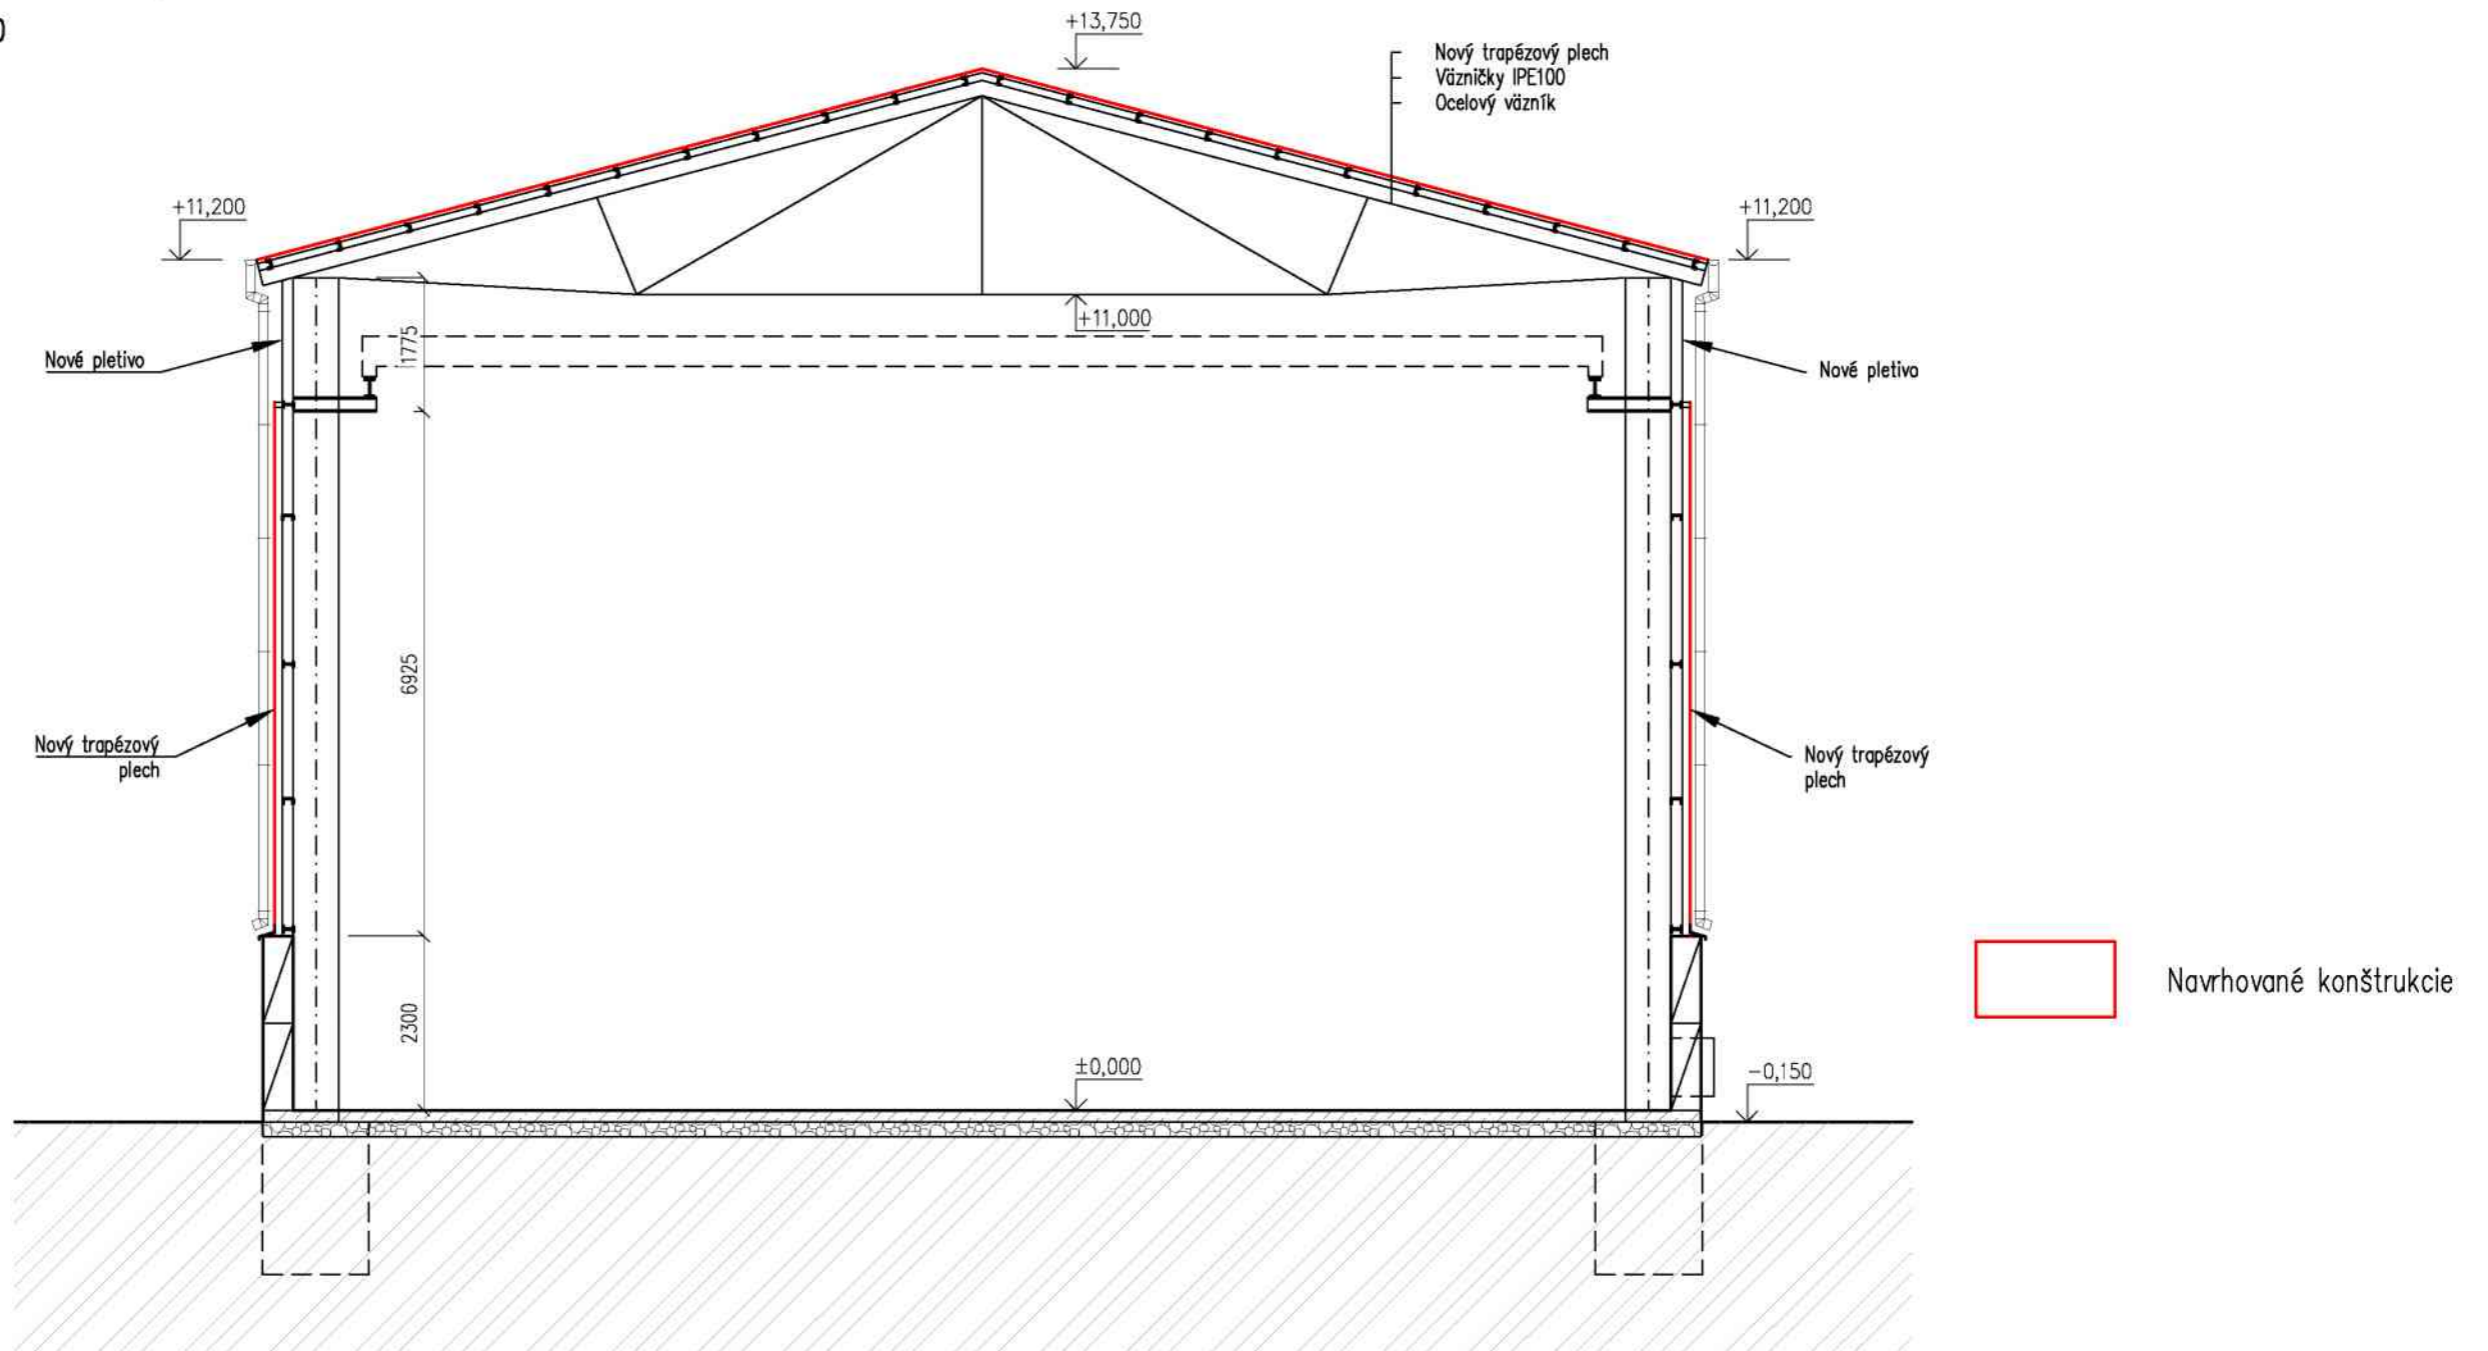 +13,750
Nový trapézový plech
Väzničky IPE100
Ocelový väzník
+11,200
+11,200
+11,000
1775
Nové pletivo
Nové pletivo
6925
Nový trapézový
plech
Nový trapézový
plech
Navrhované konštrukcie
2300
±0,000
-0,150